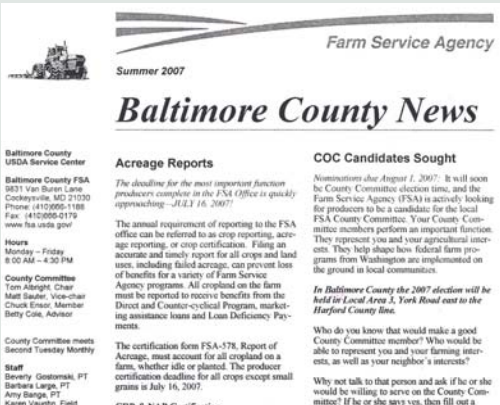 Farm Service Agency
Summer 2007
Baltimore County News
Baltimore County
USDA Service Center
Baltimore County FSA
9831 Van Buren Lane
Cockeysville, MD 21030
Phone: (410)666-1188
Fax: (410)666-0179
www.fsa.usda.gov/
Hours
Monday – Friday
8:00 AM – 4:30 PM
County Committee
Tom Albright, Chair
Matt Sauter, Vice-chair
Chuck Ensor, Member
Betty Cole, Advisor
County Committee meets
Second Tuesday Monthly
Staff
Beverly Gostomski, PT
Barbara Large, PT
Amy Bange, PT
Karen Vaughn, Field
Acreage Reports
The deadline for the most important function
producers complete in the FSA Office is quickly
approaching—JULY 16, 2007!
The annual requirement of reporting to the FSA
office can be referred to as crop reporting, acre-
age reporting, or crop certification. Filing an
accurate and timely report for all crops and land
uses, including failed acreage, can prevent loss
of benefits for a variety of Farm Service
Agency programs. All cropland on the farm
must be reported to receive benefits from the
Direct and Counter-cyclical Program, market-
ing assistance loans and Loan Deficiency Pay-
ments.
The certification form FSA-578, Report of
Acreage, must account for all cropland on a
farm, whether idle or planted. The producer
certification deadline for all crops except small
grains is July 16, 2007.
COC Candidates Sought
Nominations due August 1, 2007: It will soon
be County Committee election time, and the
Farm Service Agency (FSA) is actively looking
for producers to be a candidate for the local
FSA County Committee. Your County Com-
mittee members perform an important function.
They represent you and your agricultural inter-
ests. They help shape how federal farm pro-
grams from Washington are implemented on
the ground in local communities.
In Baltimore County the 2007 election will be
held in Local Area 3, York Road east to the
Harford County line.
Who do you know that would make a good
County Committee member? Who would be
able to represent you and your farming inter-
ests, as well as your neighbor's interests?
Why not talk to that person and ask if he or she
would be willing to serve on the County Com-
mittee? If he or she says yes, then fill out a